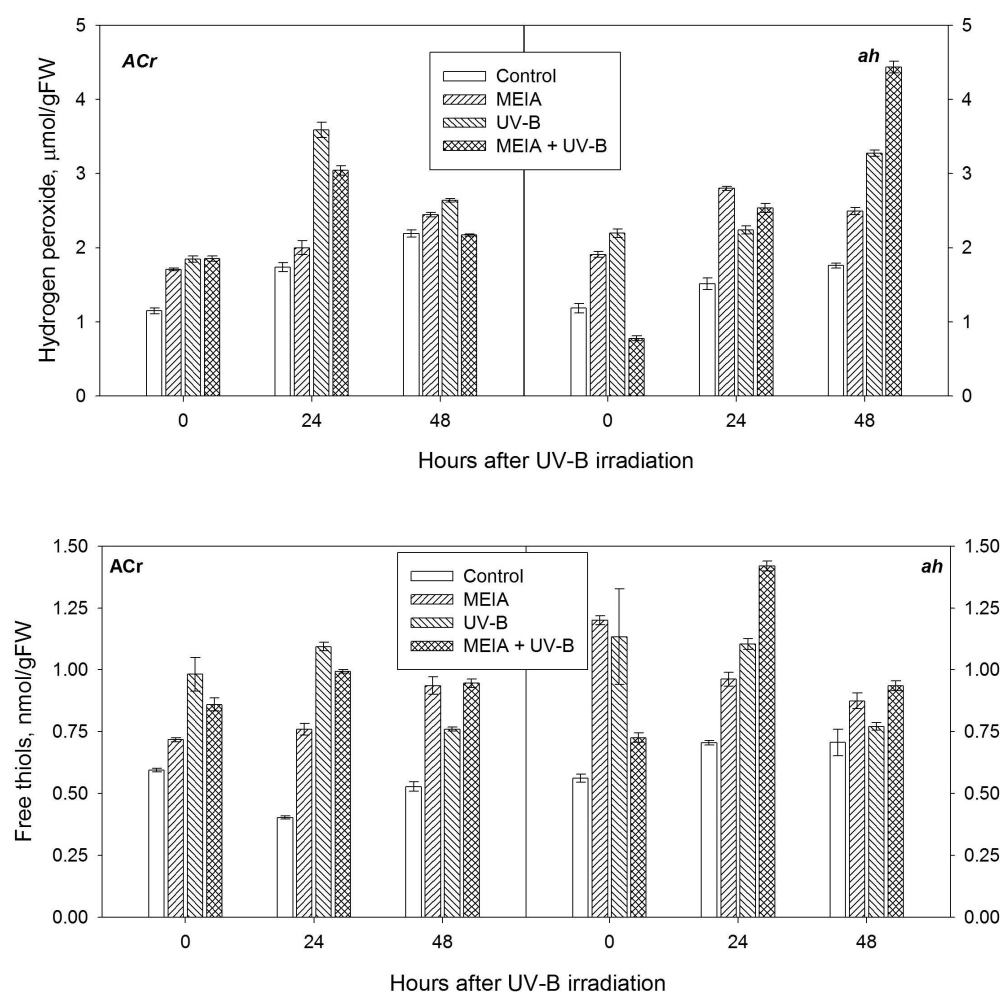 Hydrogen peroxide, µmol/gFW
5
4
3
2
1
0
ACr
Control
MEIA
UV-B
MEIA + UV-B
ah
5
4
3
2
1
0
0 24 48 0 24 48
Hours after UV-B irradiation
Free thiols, nmol/gFW
1.50
1.25
1.00
0.75
0.50
0.25
0.00
ACr
Control
MEIA
UV-B
MEIA + UV-B
ah
1.50
1.25
1.00
0.75
0.50
0.25
0.00
0 24 48 0 24 48
Hours after UV-B irradiation